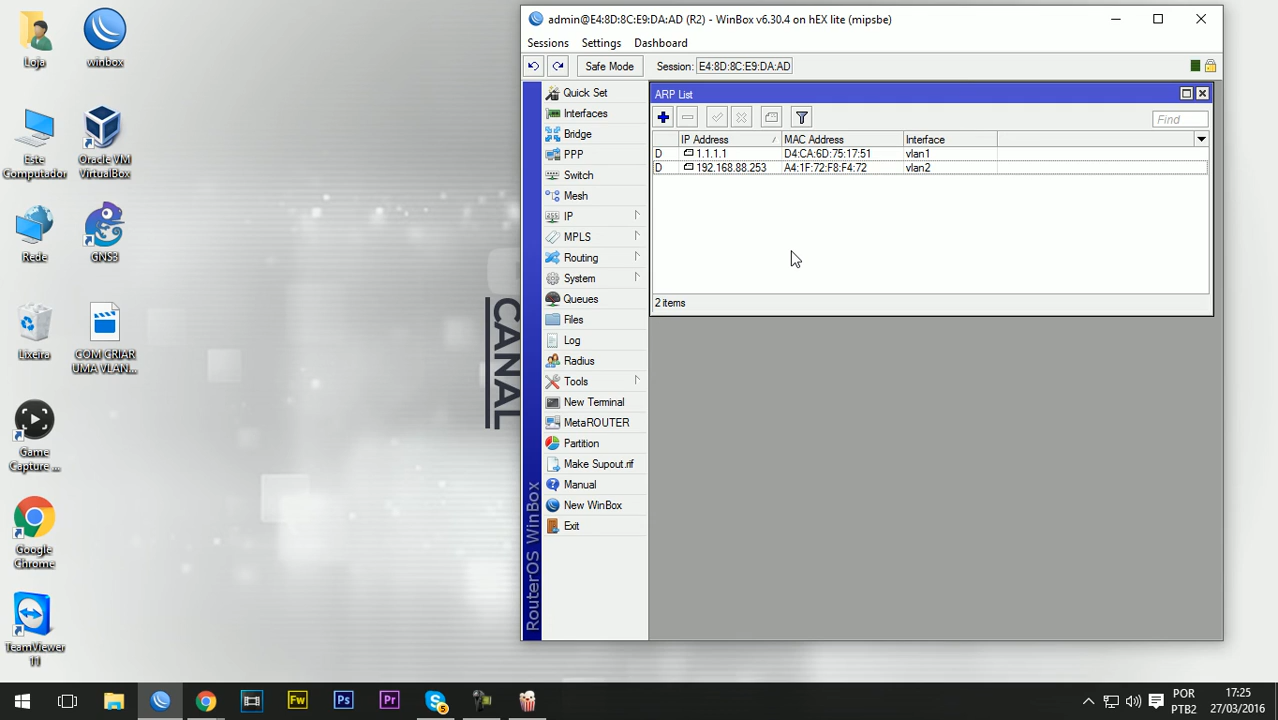 Loja
winbox
Este
Computador
Oracle VM
VirtualBox
Rede
GNS3
Lixeira
COM CRIAR
UMA VLAN...
Game
Capture ...
Google
Chrome
TeamViewer
11
CANAL
admin@E4:8D:8C:E9:DA:AD (R2) - WinBox v6.30.4 on hEX lite (mipsbe)
Sessions Settings Dashboard
Safe Mode Session: E4:8D:8C:E9:DA:AD
RouterOS WinBox
Quick Set
Interfaces
Bridge
PPP
Switch
Mesh
IP
MPLS
Routing
System
Queues
Files
Log
Radius
Tools
New Terminal
MetaROUTER
Partition
Make Supout.rif
Manual
New WinBox
Exit
ARP List
Find
IP Address MAC Address Interface
D 1.1.1.1 D4:CA:6D:75:17:51 vlan1
D 192.168.88.253 A4:1F:72:F8:F4:72 vlan2
2 items
Fw Ps Pr 5
POR
PTB2
17:25
27/03/2016